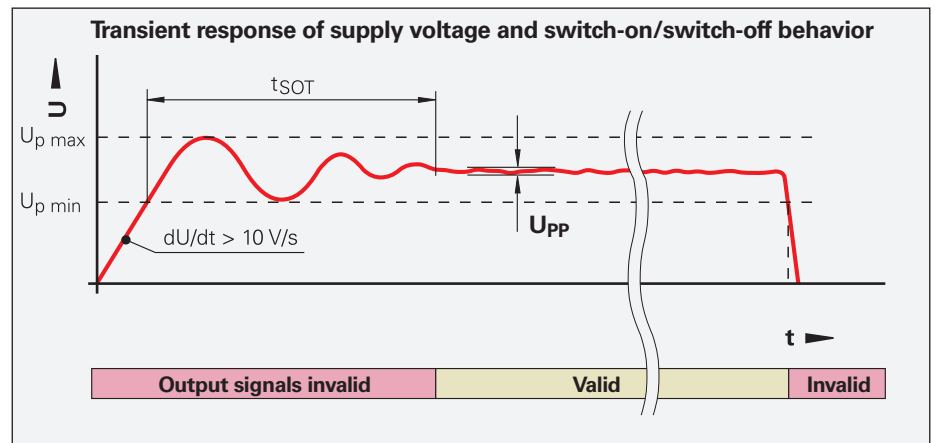 Transient response of supply voltage and switch-on/switch-off behavior
U
tSOT
Up max
Up min
dU/dt > 10 V/s
UPP
t
Output signals invalid
Valid
Invalid